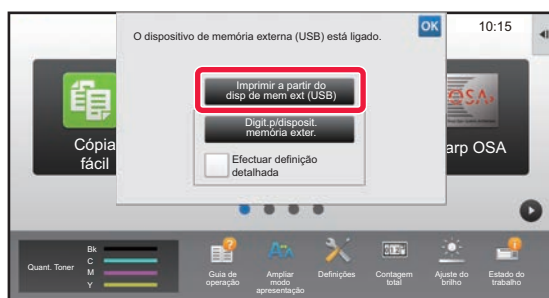 O dispositivo de memória externa (USB) está ligado.
OK
10:15
Imprimir a partir do
disp de mem ext (USB)
Digit.p/disposit.
memória exter.
Efectuar definição
detalhada
Cópia
fácil
arp OSA
Quant. Toner
Bk
C
M
Y
Guia de
operação
Ampliar
modo
apresentação
Definições
Contagem
total
Ajuste do
brilho
Estado do
trabalho